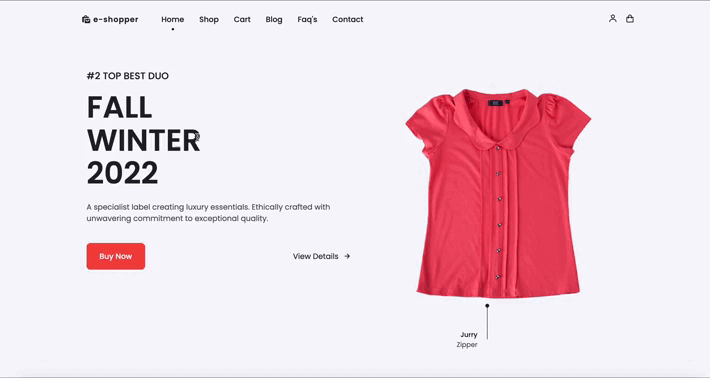 e-shopper
Home
Shop
Cart
Blog
Faq's
Contact
#2 TOP BEST DUO
FALL
WINTER
2022
A specialist label creating luxury essentials. Ethically crafted with
unwavering commitment to exceptional quality.
Buy Now
View Details →
Jurry
Zipper